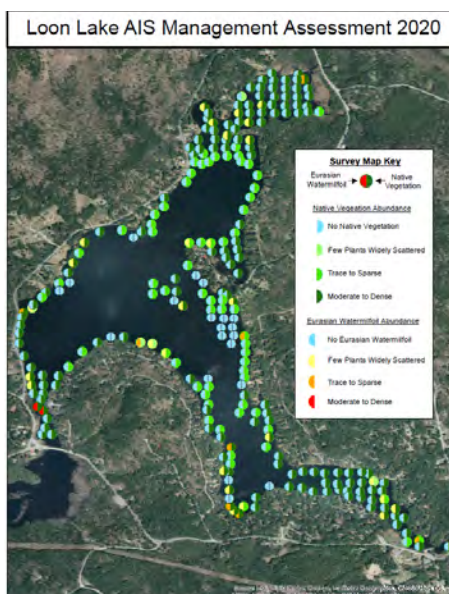 Loon Lake AIS Management Assessment 2020
Survey Map Key
Eurasian
Watermilfoil
Native
Vegetation
Native Vegeation Abundance
No Native Vegetation
Few Plants Widely Scattered
Trace to Sparse
Moderate to Dense
Eurasian Watermilfoil Abundance
No Eurasian Watermilfoil
Few Plants Widely Scattered
Trace to Sparse
Moderate to Dense